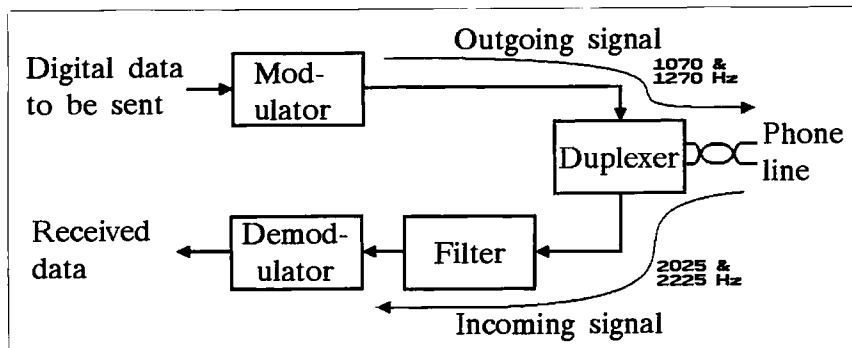 Outgoing signal
1070 &
1270 Hz
Digital data
to be sent
Mod-
ulator
Duplexer
Phone
line
Received
data
Demod-
ulator
Filter
2025 &
2225 Hz
Incoming signal